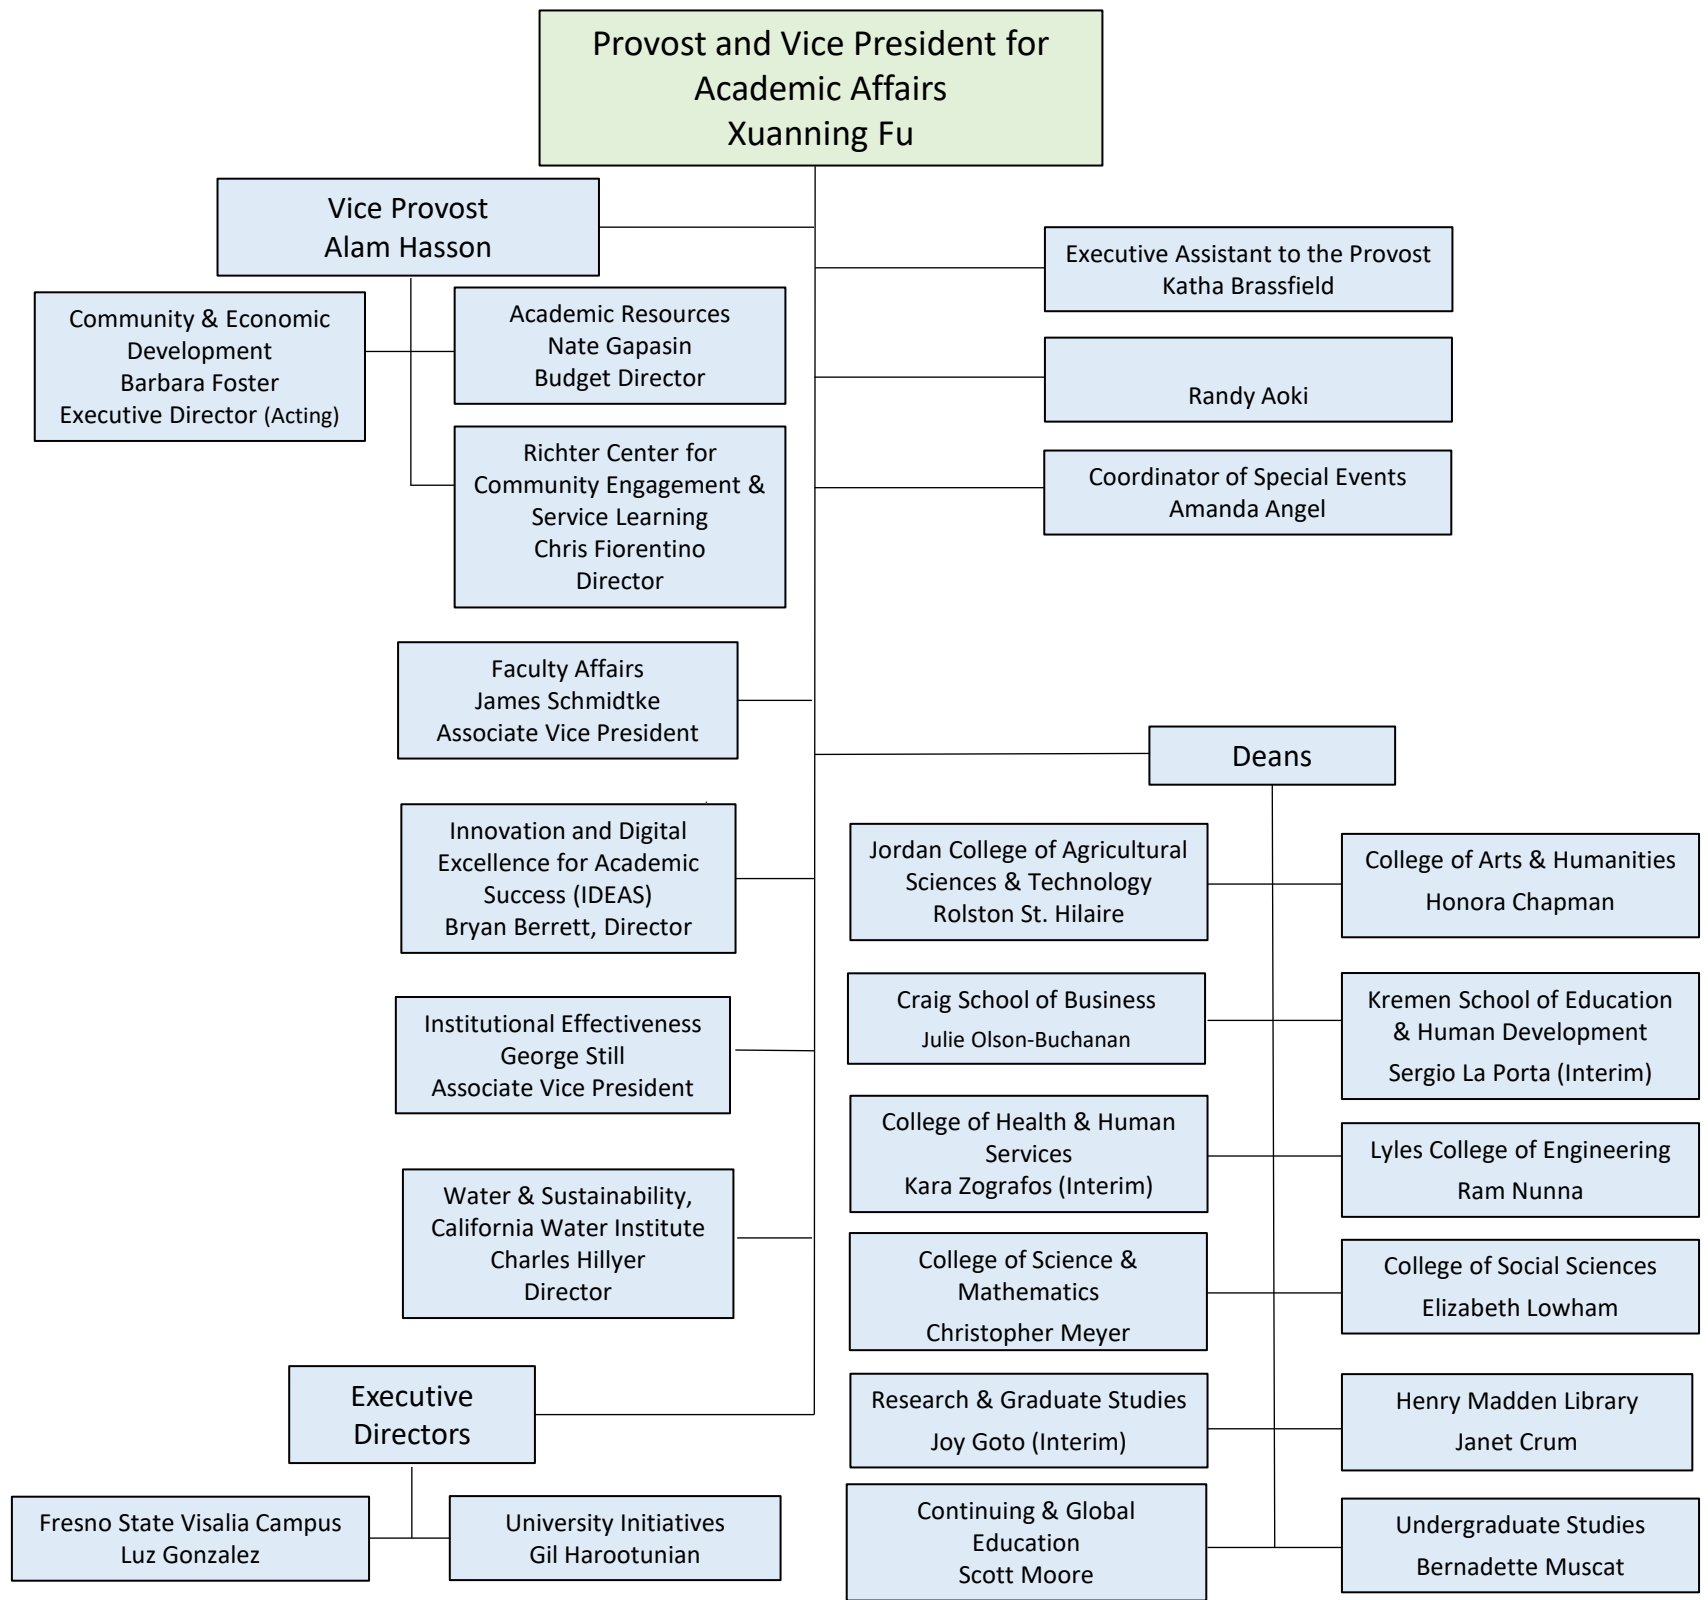 Provost and Vice President for
Academic Affairs
Xuanning Fu
Vice Provost
Alam Hasson
Executive Assistant to the Provost
Katha Brassfield
Community & Economic
Development
Barbara Foster
Executive Director (Acting)
Academic Resources
Nate Gapasin
Budget Director
Randy Aoki
Richter Center for
Community Engagement &
Service Learning
Chris Fiorentino
Director
Coordinator of Special Events
Amanda Angel
Faculty Affairs
James Schmidtke
Associate Vice President
Innovation and Digital
Excellence for Academic
Success (IDEAS)
Bryan Berrett, Director
Institutional Effectiveness
George Still
Associate Vice President
Water & Sustainability,
California Water Institute
Charles Hillyer
Director
Executive
Directors
Fresno State Visalia Campus
Luz Gonzalez
University Initiatives
Gil Harootunian
Deans
Jordan College of Agricultural
Sciences & Technology
Rolston St. Hilaire
College of Arts & Humanities
Honora Chapman
Craig School of Business
Julie Olson-Buchanan
Kremen School of Education
& Human Development
Sergio La Porta (Interim)
College of Health & Human
Services
Kara Zografos (Interim)
Lyles College of Engineering
Ram Nunna
College of Science &
Mathematics
Christopher Meyer
College of Social Sciences
Elizabeth Lowham
Research & Graduate Studies
Joy Goto (Interim)
Henry Madden Library
Janet Crum
Continuing & Global
Education
Scott Moore
Undergraduate Studies
Bernadette Muscat